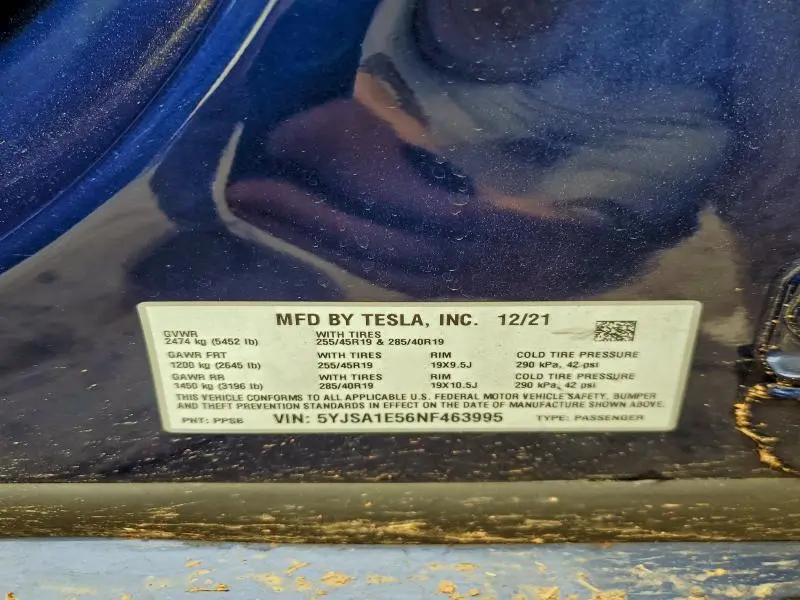 MFD BY TESLA, INC. 12/21
GVWR WITH TIRES
2474 kg (5452 lb) 255/45R19 & 285/40R19
GAWR FRT WITH TIRES RIM COLD TIRE PRESSURE
1200 kg (2645 lb) 255/45R19 19X9.5J 290 kPa, 42 psi
GAWR RR WITH TIRES RIM COLD TIRE PRESSURE
1450 kg (3196 lb) 285/40R19 19X10.5J 290 kPa, 42 psi
THIS VEHICLE CONFORMS TO ALL APPLICABLE U.S. FEDERAL MOTOR VEHICLE SAFETY, BUMPER
AND THEFT PREVENTION STANDARDS IN EFFECT ON THE DATE OF MANUFACTURE SHOWN ABOVE.
PNT: PPSB VIN: 5YJSA1E56NF463995 TYPE: PASSENGER